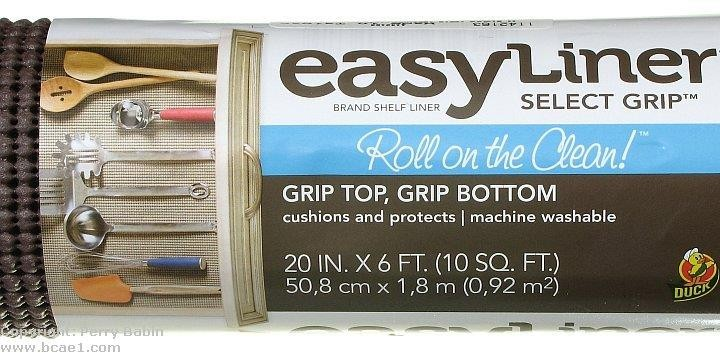 easyLiner
BRAND SHELF LINER
SELECT GRIP™
Roll on the Clean!™
GRIP TOP, GRIP BOTTOM
cushions and protects | machine washable
20 IN. X 6 FT. (10 SQ. FT.)
50,8 cm x 1,8 m (0,92 m²)
DUCK
Copyright: Perry Babin
www.bcae1.com